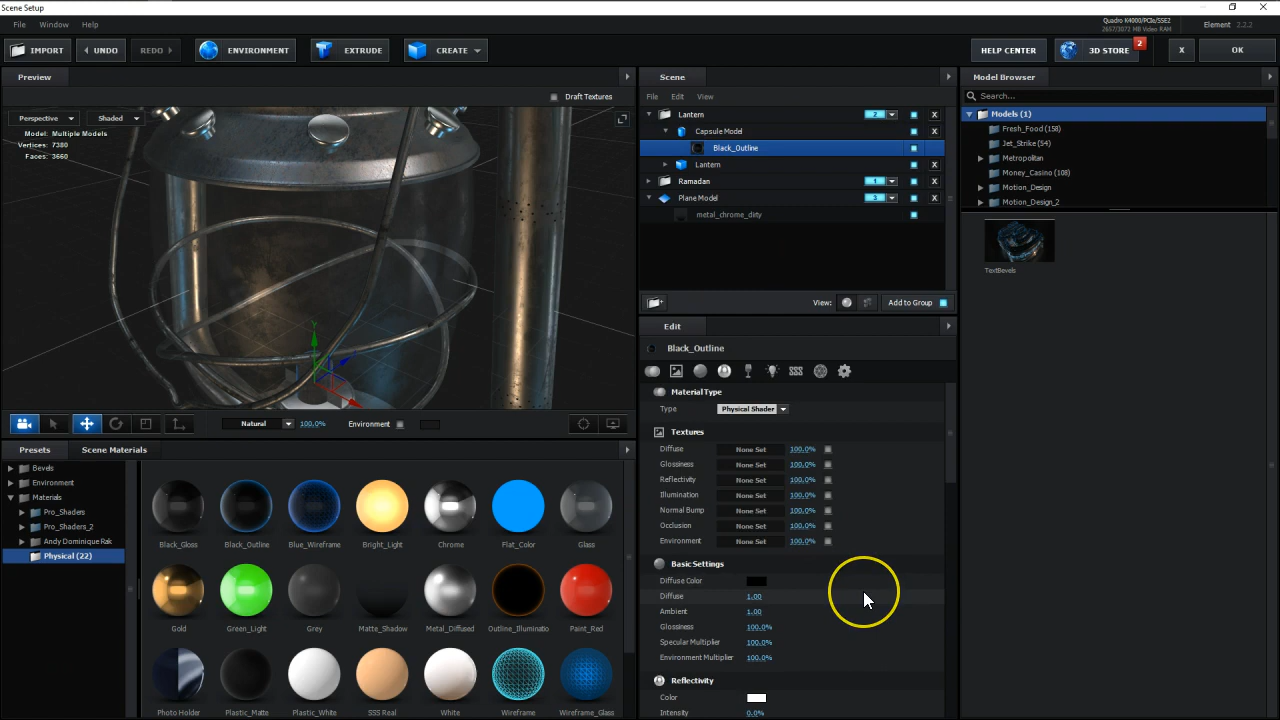 Scene Setup
File Window Help
Quadro K4000/PCIe/SSE2
2657/3072 MB Video RAM
Element 2.2.2
IMPORT UNDO REDO ENVIRONMENT EXTRUDE CREATE HELP CENTER 3D STORE 2 X OK
Preview
Draft Textures
Perspective Shaded
Model: Multiple Models
Vertices: 7380
Faces: 3660
Y
Natural 100.0% Environment
Presets Scene Materials
Bevels
Environment
Materials
Pro_Shaders
Pro_Shaders_2
Andy Dominique Rak
Physical (22)
Black_Gloss Black_Outline Blue_Wireframe Bright_Light Chrome Flat_Color Glass
Gold Green_Light Grey Matte_Shadow Metal_Diffused Outline_Illuminatio Paint_Red
Photo Holder Plastic_Matte Plastic_White SSS Real White Wireframe Wireframe_Glass
Scene
File Edit View
Lantern 2 X
Capsule Model X
Black_Outline
Lantern X
Ramadan 1 X
Plane Model 3 X
metal_chrome_dirty
View: Add to Group
Edit
Black_Outline
Material Type
Type Physical Shader
Textures
Diffuse None Set 100.0%
Glossiness None Set 100.0%
Reflectivity None Set 100.0%
Illumination None Set 100.0%
Normal Bump None Set 100.0%
Occlusion None Set 100.0%
Environment None Set 100.0%
Basic Settings
Diffuse Color
Diffuse 1.00
Ambient 1.00
Glossiness 100.0%
Specular Multiplier 100.0%
Environment Multiplier 100.0%
Reflectivity
Color
Intensity 0.0%
Model Browser
Search...
Models (1)
Fresh_Food (158)
Jet_Strike (54)
Metropolitan
Money_Casino (108)
Motion_Design
Motion_Design_2
TextBevels